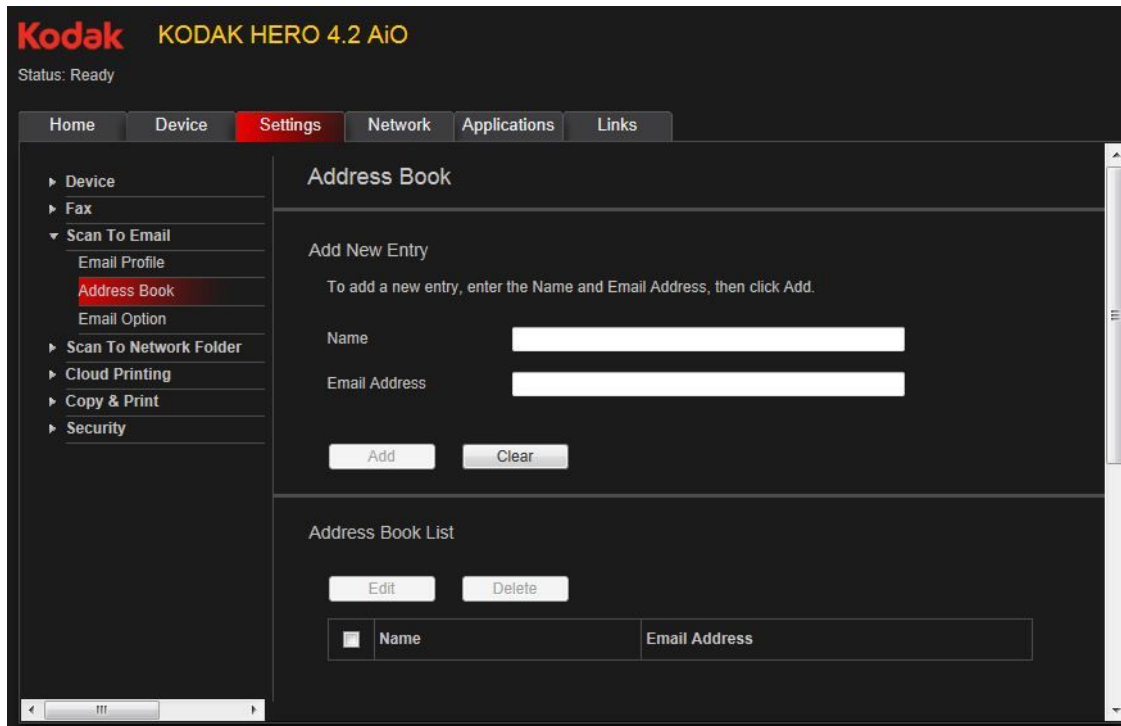 Kodak KODAK HERO 4.2 AiO
Status: Ready
Home Device Settings Network Applications Links
Device
Fax
Scan To Email
Email Profile
Address Book
Email Option
Scan To Network Folder
Cloud Printing
Copy & Print
Security
Address Book
Add New Entry
To add a new entry, enter the Name and Email Address, then click Add.
Name
Email Address
Add Clear
Address Book List
Edit Delete
Name Email Address